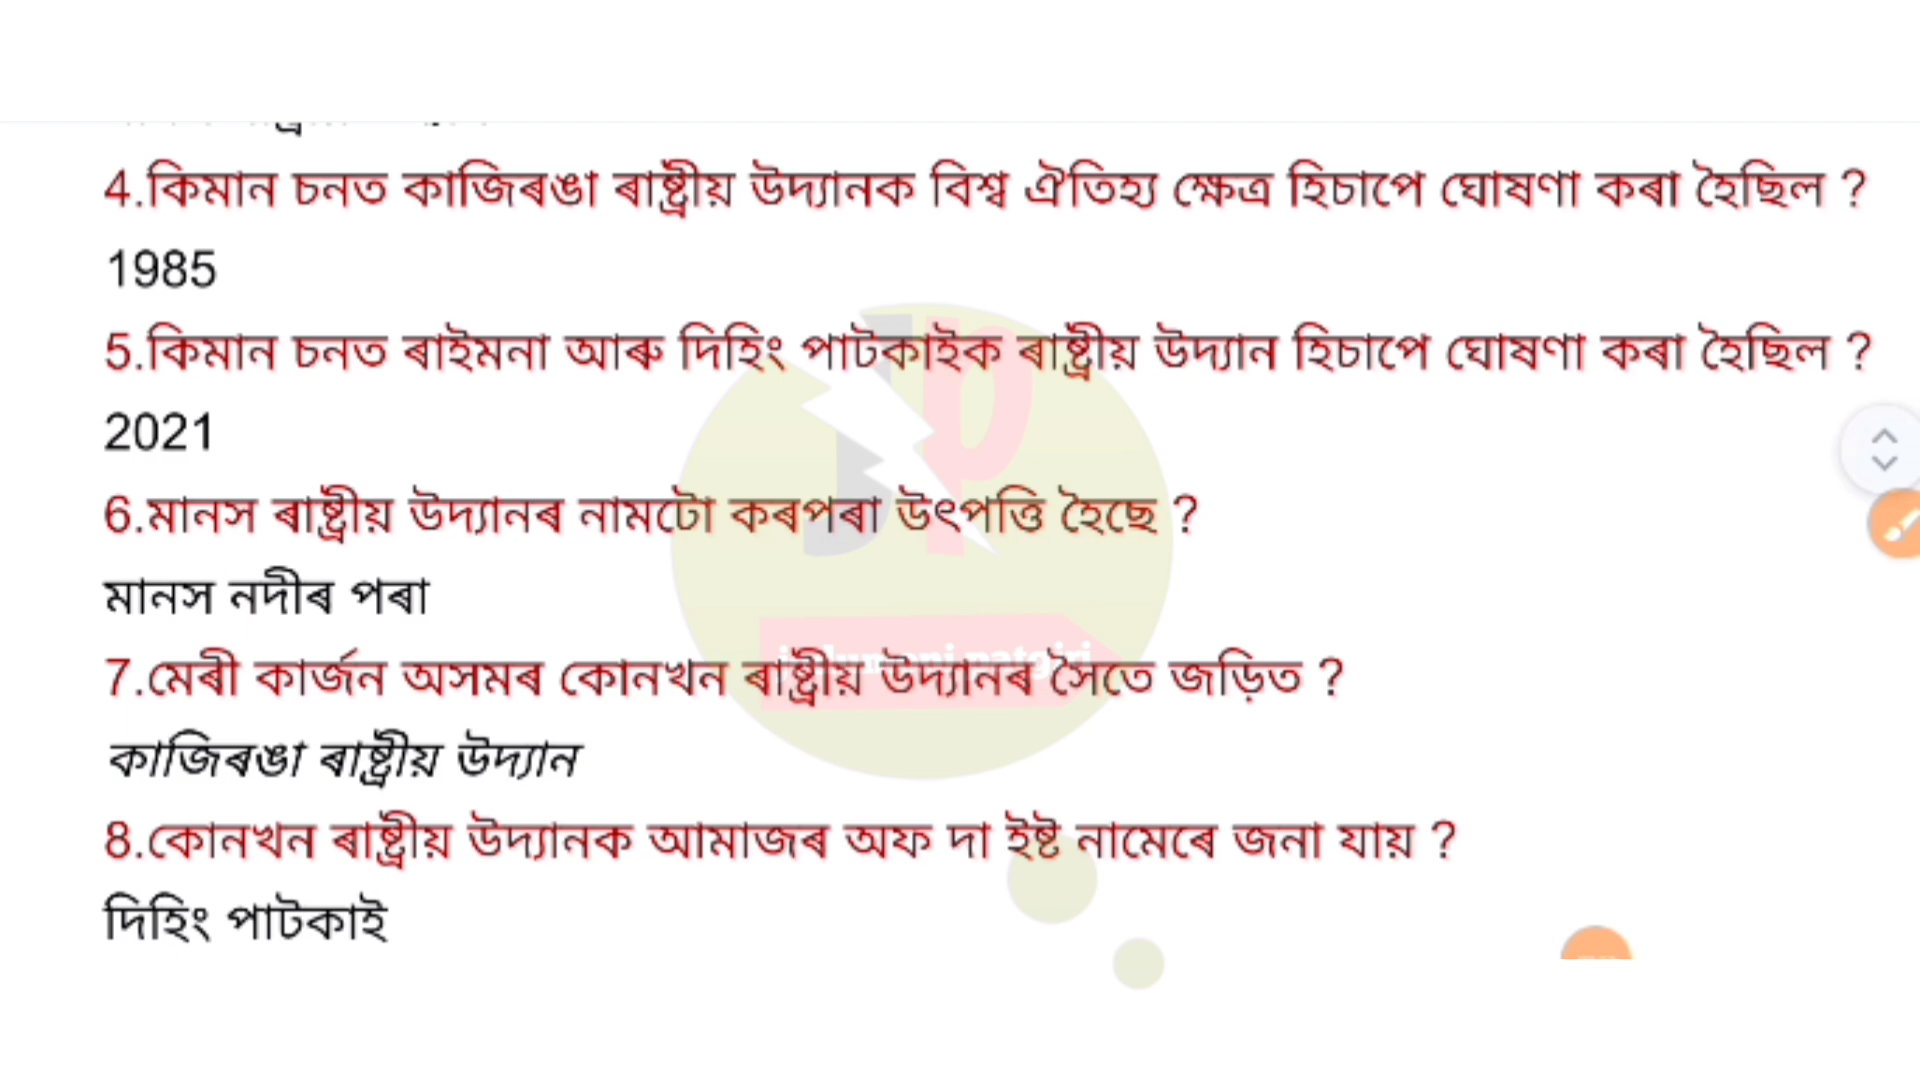 4.কিমান চনত কাজিৰঙা ৰাষ্ট্ৰীয় উদ্যানক বিশ্ব ঐতিহ্য ক্ষেত্ৰ হিচাপে ঘোষণা কৰা হৈছিল ?
1985
5.কিমান চনত ৰাইমনা আৰু দিহিং পাটকাইক ৰাষ্ট্ৰীয় উদ্যান হিচাপে ঘোষণা কৰা হৈছিল ?
2021
6.মানস ৰাষ্ট্ৰীয় উদ্যানৰ নামটো কৰপৰা উৎপত্তি হৈছে ?
মানস নদীৰ পৰা
7.মেৰী কাৰ্জন অসমৰ কোনখন ৰাষ্ট্ৰীয় উদ্যানৰ সৈতে জড়িত ?
কাজিৰঙা ৰাষ্ট্ৰীয় উদ্যান
8.কোনখন ৰাষ্ট্ৰীয় উদ্যানক আমাজৰ অফ দা ইষ্ট নামেৰে জনা যায় ?
দিহিং পাটকাই